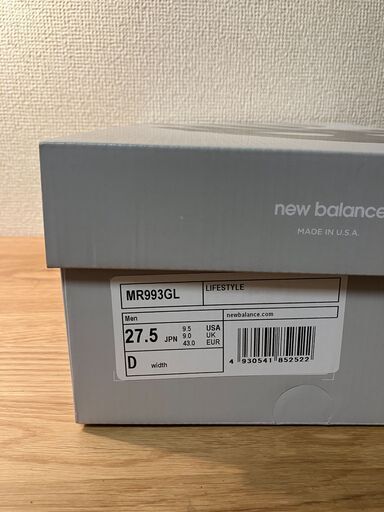 new balance
MADE IN U.S.A.
MR993GL
LIFESTYLE
Men
newbalance.com
27.5 JPN
9.5 USA
9.0 UK
43.0 EUR
D width
4 930541 852522